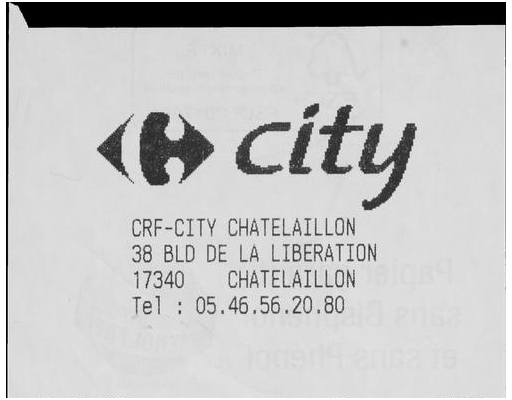 city
CRF-CITY CHATELAILLON
38 BLD DE LA LIBERATION
17340 CHATELAILLON
Tel : 05.46.56.20.80
Papier
sans Bisphénol
et sans Phénol